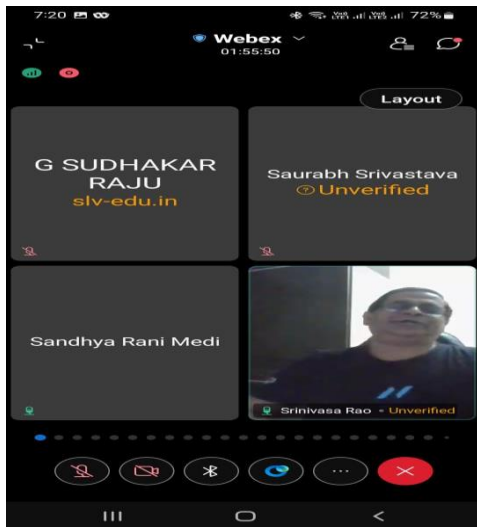 7:20 72%
Webex
01:55:50
Layout
G SUDHAKAR
RAJU
slv-edu.in
Saurabh Srivastava
Unverified
Sandhya Rani Medi
Srinivasa Rao - Unverified